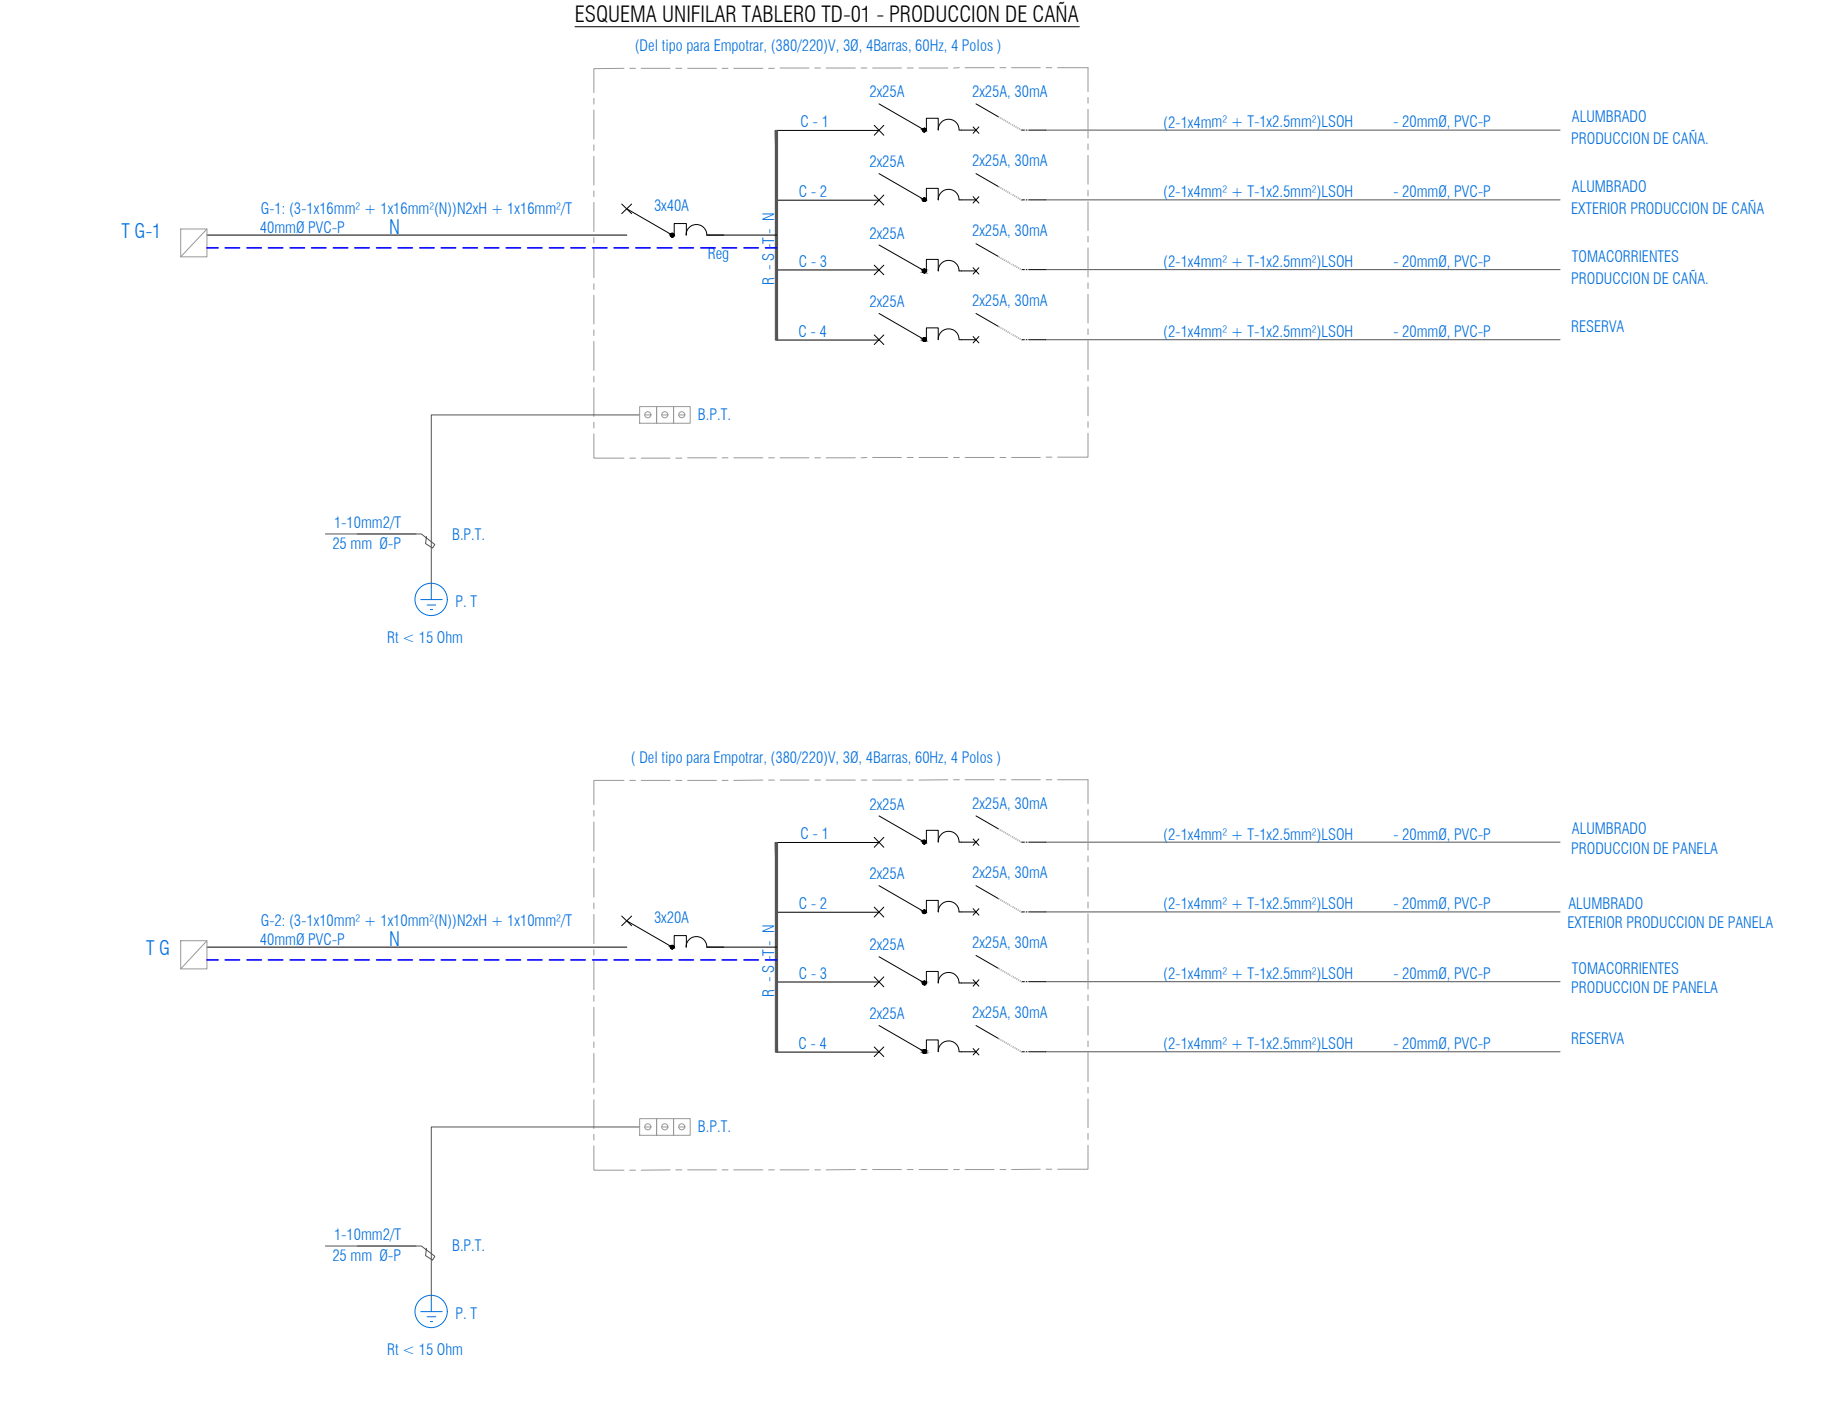 ESQUEMA UNIFILAR TABLERO TD-01 - PRODUCCION DE CAÑA
(Del tipo para Empotrar, (380/220)V, 3Ø, 4Barras, 60Hz, 4 Polos )
2x25A
2x25A, 30mA
C - 1
(2-1x4mm² + T-1x2.5mm²)LSOH
- 20mmØ, PVC-P
ALUMBRADO
PRODUCCION DE CAÑA.
2x25A
2x25A, 30mA
C - 2
(2-1x4mm² + T-1x2.5mm²)LSOH
- 20mmØ, PVC-P
ALUMBRADO
EXTERIOR PRODUCCION DE CAÑA
T G-1
G-1: (3-1x16mm² + 1x16mm²(N))N2xH + 1x16mm²/T
40mmØ PVC-P
N
3x40A
Reg
R - S -T- N
2x25A
2x25A, 30mA
C - 3
(2-1x4mm² + T-1x2.5mm²)LSOH
- 20mmØ, PVC-P
TOMACORRIENTES
PRODUCCION DE CAÑA.
2x25A
2x25A, 30mA
C - 4
(2-1x4mm² + T-1x2.5mm²)LSOH
- 20mmØ, PVC-P
RESERVA
B.P.T.
1-10mm2/T
25 mm Ø-P
B.P.T.
P. T
Rt < 15 Ohm
( Del tipo para Empotrar, (380/220)V, 3Ø, 4Barras, 60Hz, 4 Polos )
2x25A
2x25A, 30mA
C - 1
(2-1x4mm² + T-1x2.5mm²)LSOH
- 20mmØ, PVC-P
ALUMBRADO
PRODUCCION DE PANELA
2x25A
2x25A, 30mA
C - 2
(2-1x4mm² + T-1x2.5mm²)LSOH
- 20mmØ, PVC-P
ALUMBRADO
EXTERIOR PRODUCCION DE PANELA
T G
G-2: (3-1x10mm² + 1x10mm²(N))N2xH + 1x10mm²/T
40mmØ PVC-P
N
3x20A
R - S -T- N
2x25A
2x25A, 30mA
C - 3
(2-1x4mm² + T-1x2.5mm²)LSOH
- 20mmØ, PVC-P
TOMACORRIENTES
PRODUCCION DE PANELA
2x25A
2x25A, 30mA
C - 4
(2-1x4mm² + T-1x2.5mm²)LSOH
- 20mmØ, PVC-P
RESERVA
B.P.T.
1-10mm2/T
25 mm Ø-P
B.P.T.
P. T
Rt < 15 Ohm